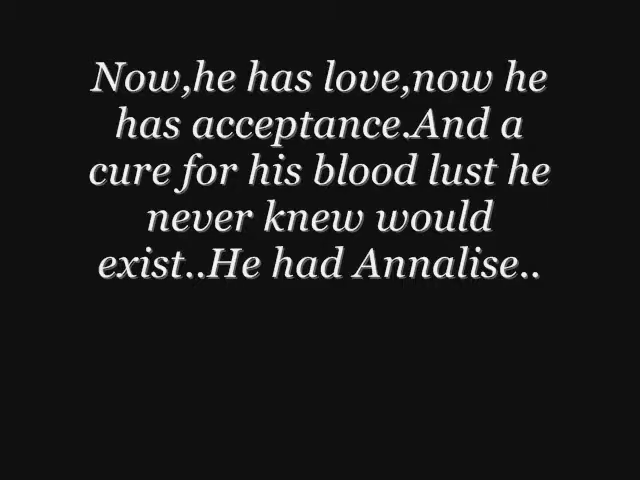 Now,he has love,now he
has acceptance.And a
cure for his blood lust he
never knew would
exist..He had Annalise..